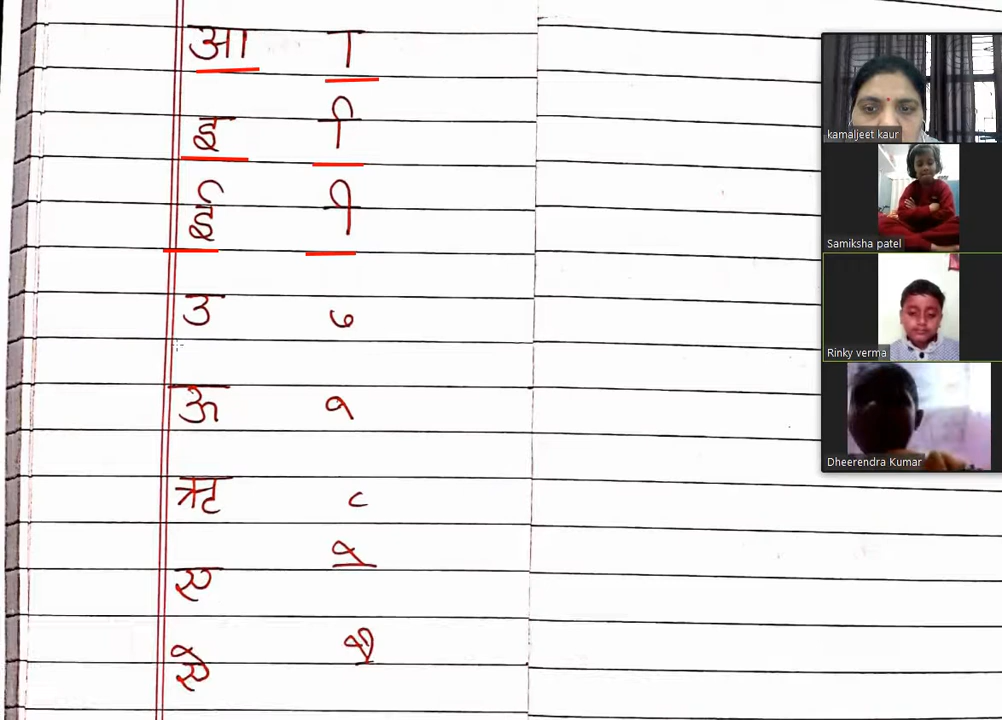 आ ा
kamaljeet kaur
इ ि
ई ी
Samiksha patel
उ ु
Rinky verma
ऊ ू
Dheerendra Kumar
ऋ ृ
ए े
ऐ ै